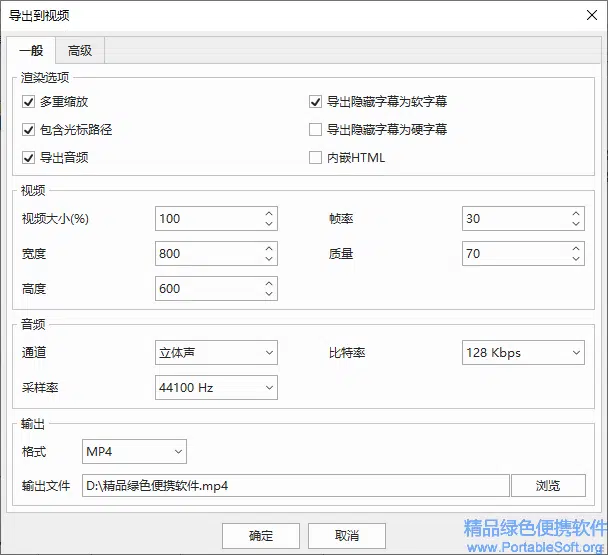 导出到视频
一般 高级
渲染选项
多重缩放 导出隐藏字幕为软字幕
包含光标路径 导出隐藏字幕为硬字幕
导出音频 内嵌HTML
视频
视频大小(%) 100 帧率 30
宽度 800 质量 70
高度 600
音频
通道 立体声 比特率 128 Kbps
采样率 44100 Hz
输出
格式 MP4
输出文件 D:\精品绿色便携软件.mp4 浏览
确定 取消
精品绿色便携软件
www.PortableSoft.org